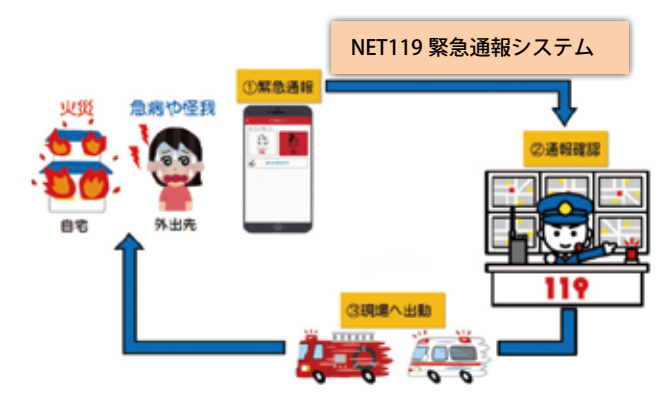 NET119 緊急通報システム
①緊急通報
火災
急病や怪我
②通報確認
自宅
外出先
119
③現場へ出動